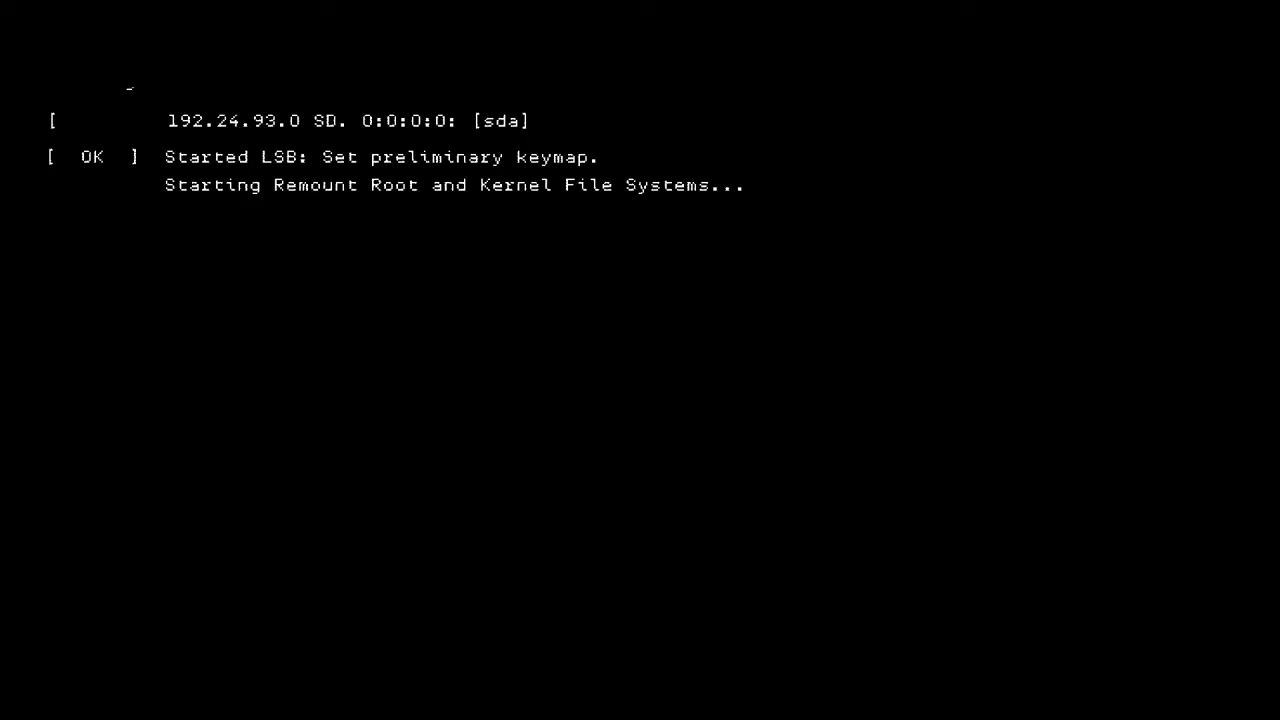 [ 192.24.93.0 SD. 0:0:0:0: [sda]
[ OK ] Started LSB: Set preliminary keymap.
Starting Remount Root and Kernel File Systems...